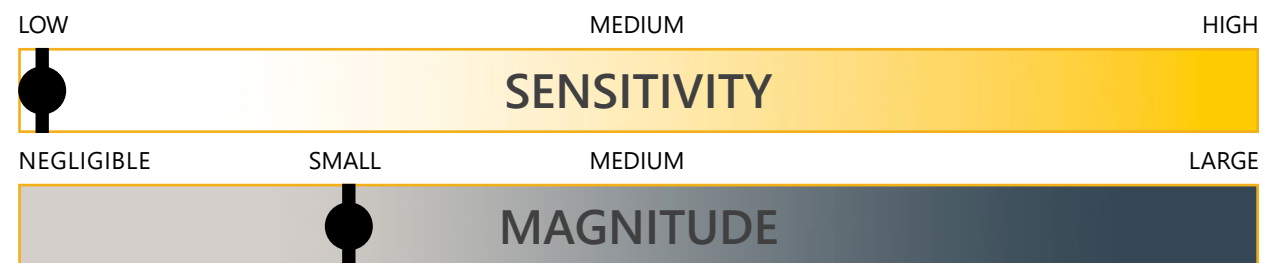 LOW MEDIUM HIGH
SENSITIVITY
NEGLIGIBLE SMALL MEDIUM LARGE
MAGNITUDE